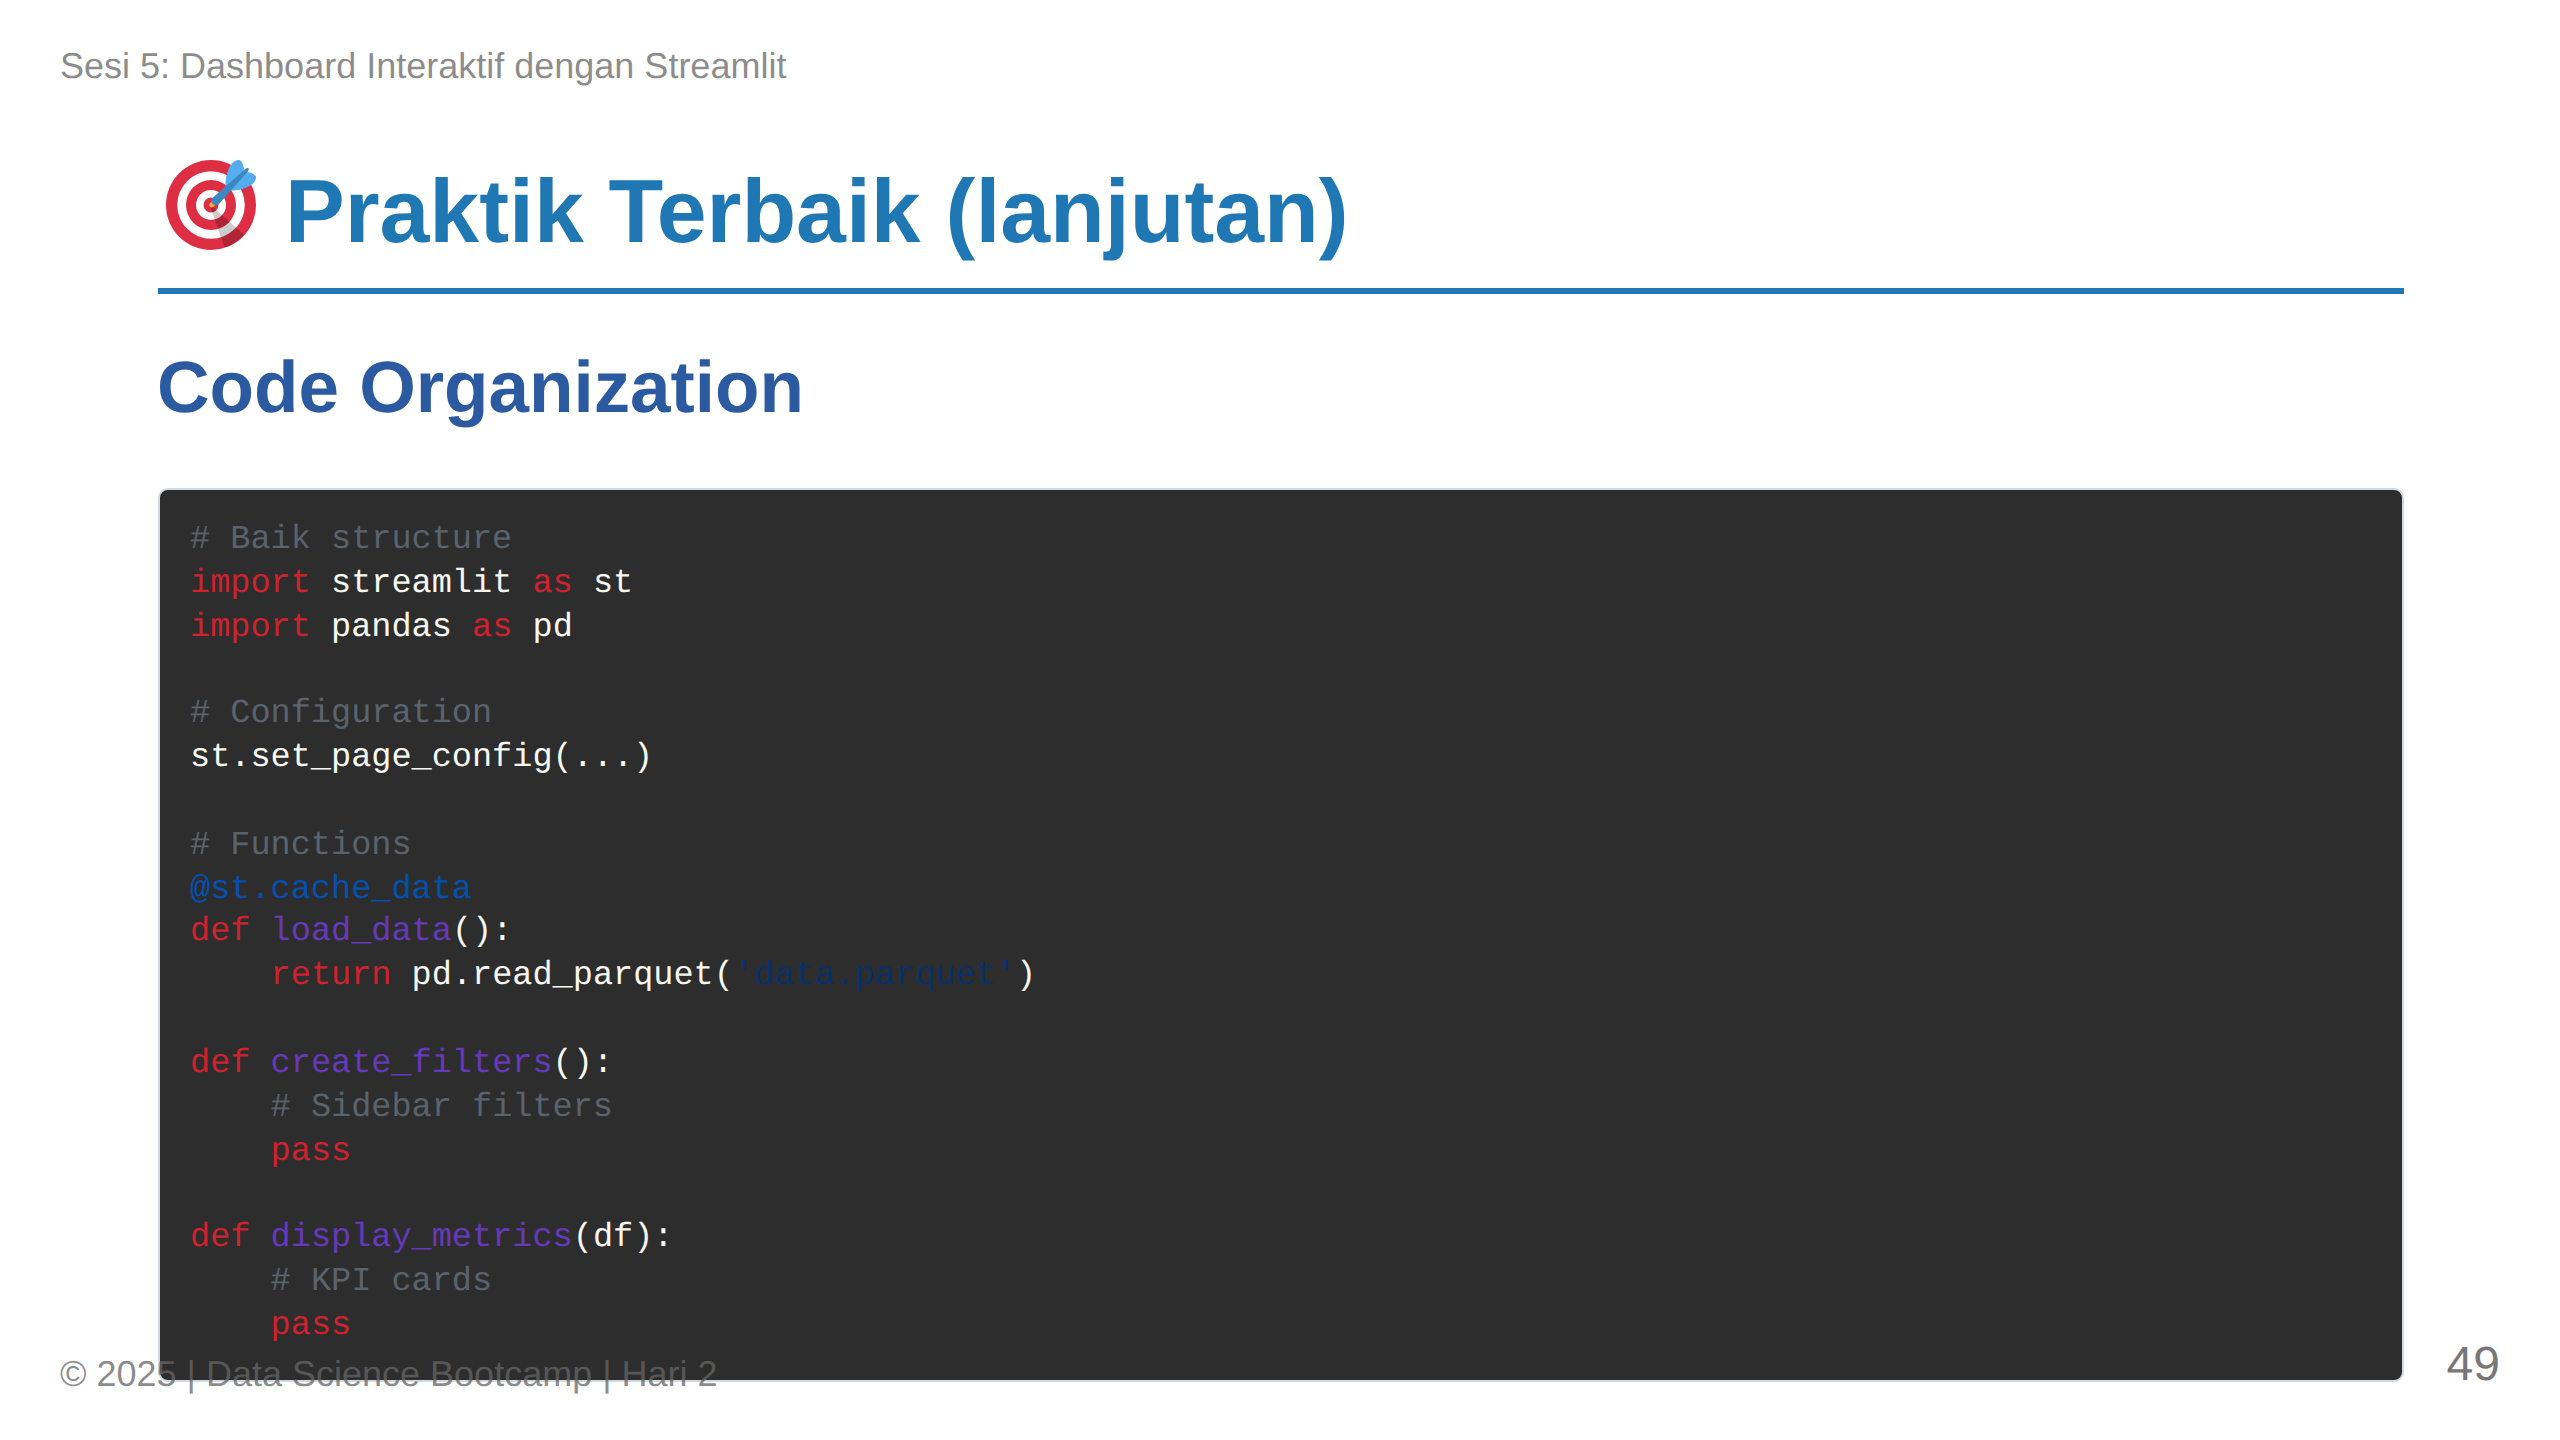 Sesi 5: Dashboard Interaktif dengan Streamlit
🎯 Praktik Terbaik (lanjutan)
Code Organization
# Baik structure
import streamlit as st
import pandas as pd

# Configuration
st.set_page_config(...)

# Functions
@st.cache_data
def load_data():
    return pd.read_parquet('data.parquet')

def create_filters():
    # Sidebar filters
    pass

def display_metrics(df):
    # KPI cards
    pass
© 2025 | Data Science Bootcamp | Hari 2
49